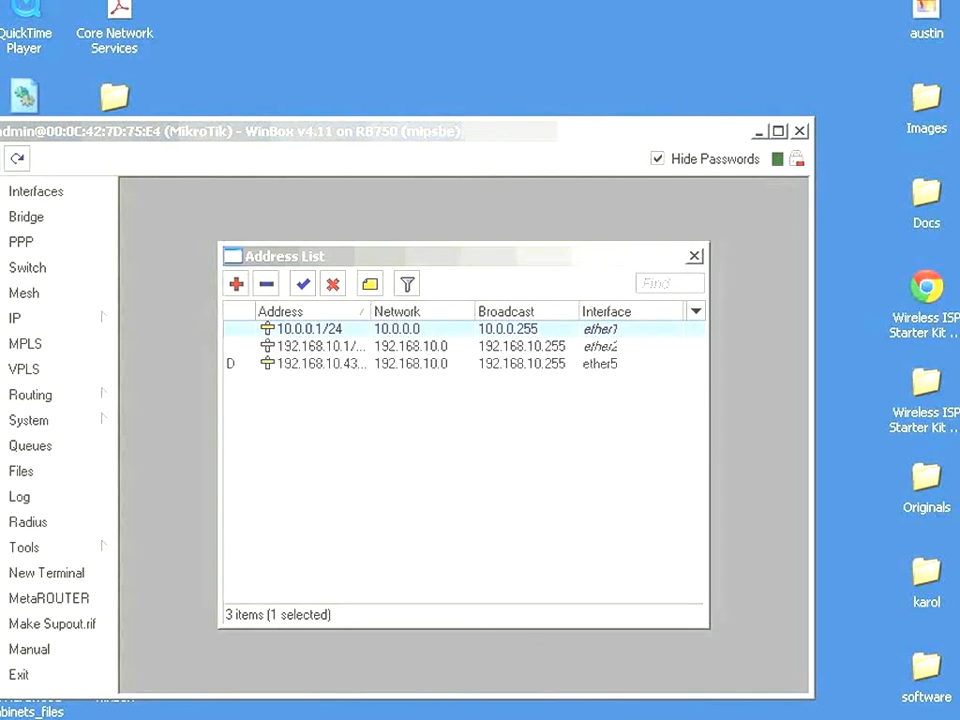 QuickTime
Player
Core Network
Services
austin
Images
Docs
Wireless ISP
Starter Kit ...
Wireless ISP
Starter Kit ...
Originals
karol
software
admin@00:0C:42:7D:75:E4 (MikroTik) - WinBox v4.11 on RB750 (mipsbe)
Hide Passwords
Interfaces
Bridge
PPP
Switch
Mesh
IP
MPLS
VPLS
Routing
System
Queues
Files
Log
Radius
Tools
New Terminal
MetaROUTER
Make Supout.rif
Manual
Exit
Address List
Find
Address Network Broadcast Interface
10.0.0.1/24 10.0.0.0 10.0.0.255 ether1
192.168.10.1/... 192.168.10.0 192.168.10.255 ether2
D 192.168.10.43... 192.168.10.0 192.168.10.255 ether5
3 items (1 selected)
binets_files